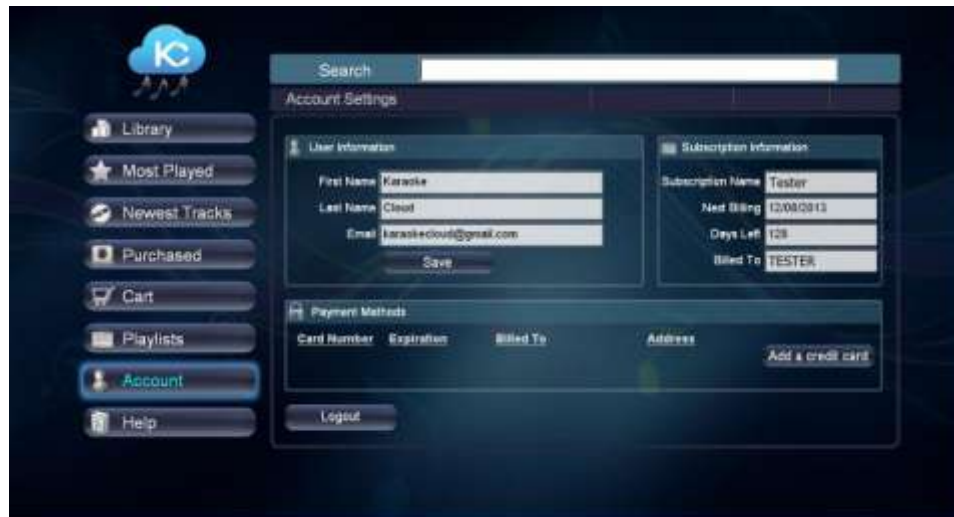 KC
Search
Account Settings
Library
Most Played
Newest Tracks
Purchased
Cart
Playlists
Account
Help
User Information
First Name Karaoke
Last Name Cloud
Email karaokecloud@gmail.com
Save
Subscription Information
Subscription Name Tester
Next Billing 12/08/2013
Days Left 128
Billed To TESTER
Payment Methods
Card Number Expiration Billed To Address
Add a credit card
Logout